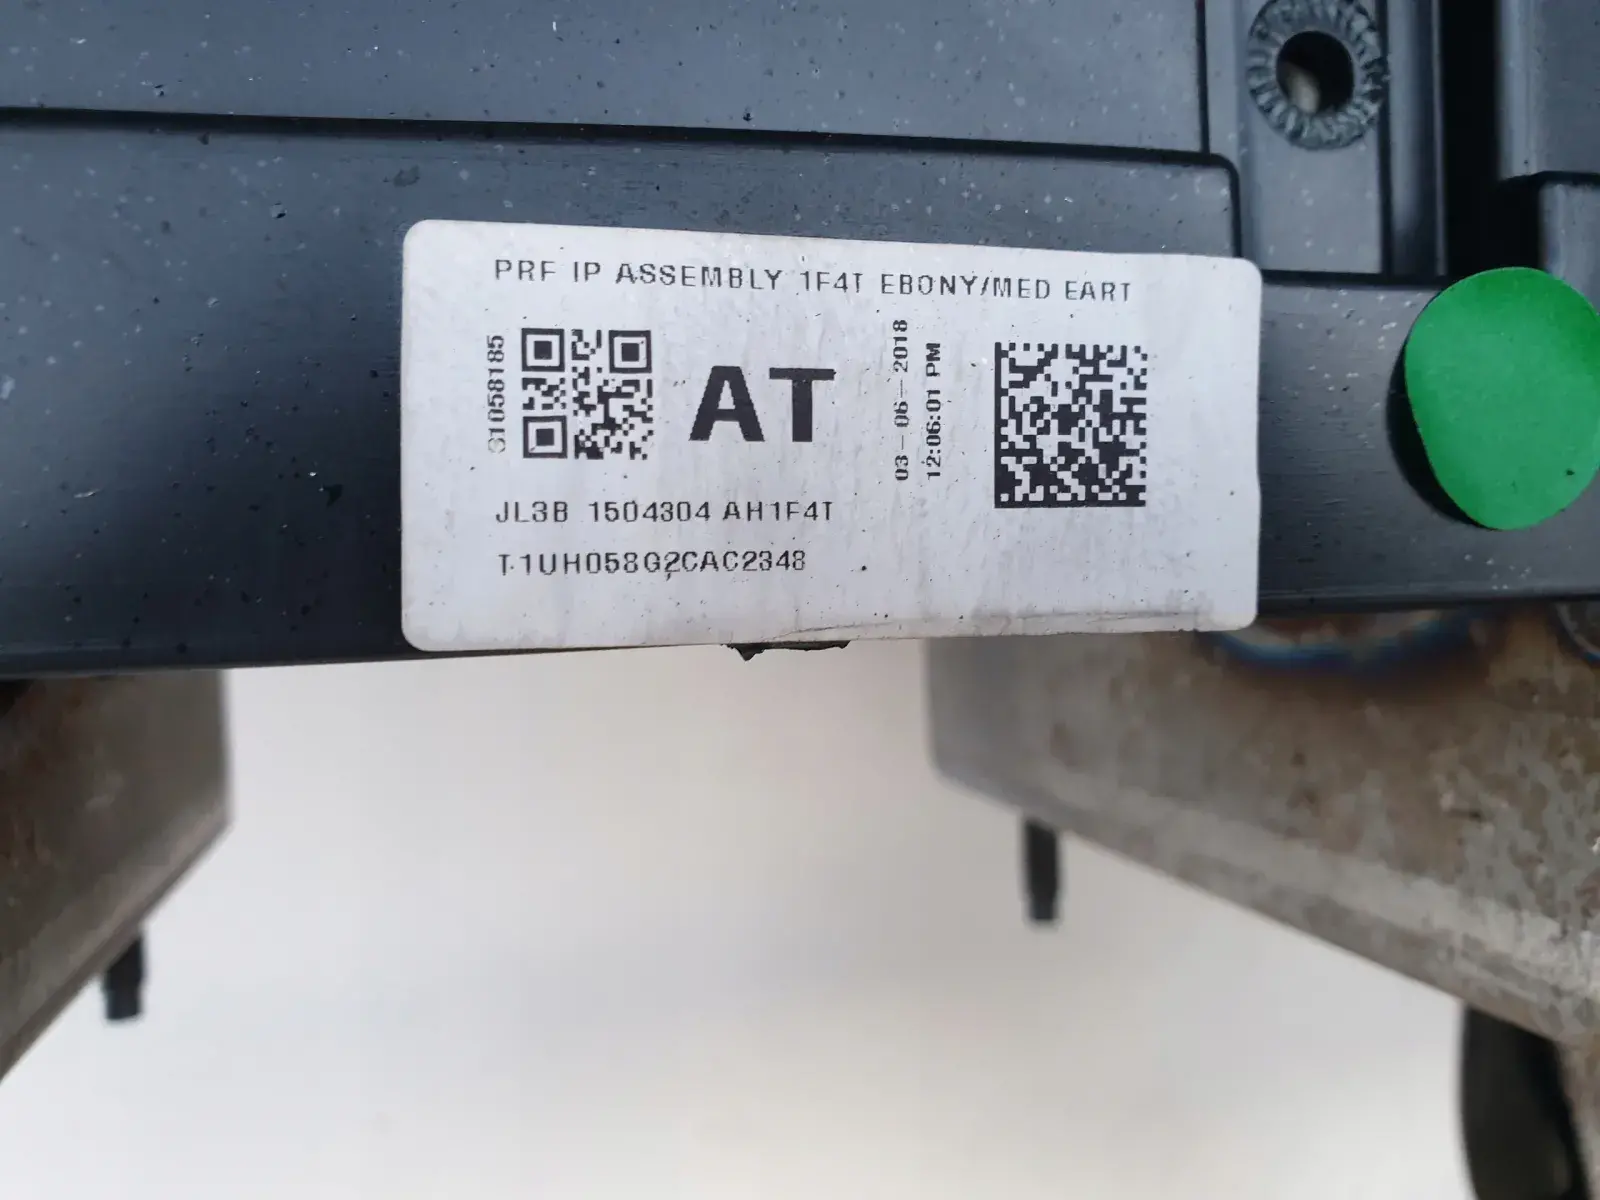 PRF IP ASSEMBLY 1F4T EBONY/MED EART
31058185
AT
03-06-2018
12:06:01 PM
JL3B 1504304 AH1F4T
T1UH058G2CAC2348